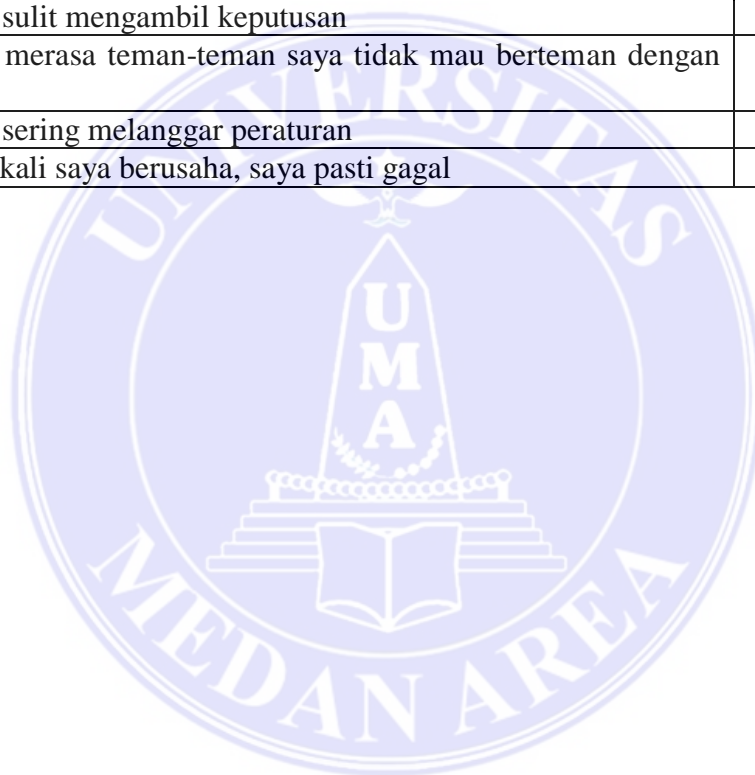 sulit mengambil keputusan
merasa teman-teman saya tidak mau berteman dengan
sering melanggar peraturan
kali saya berusaha, saya pasti gagal
UNIVERSITAS
U
M
A
MEDAN AREA